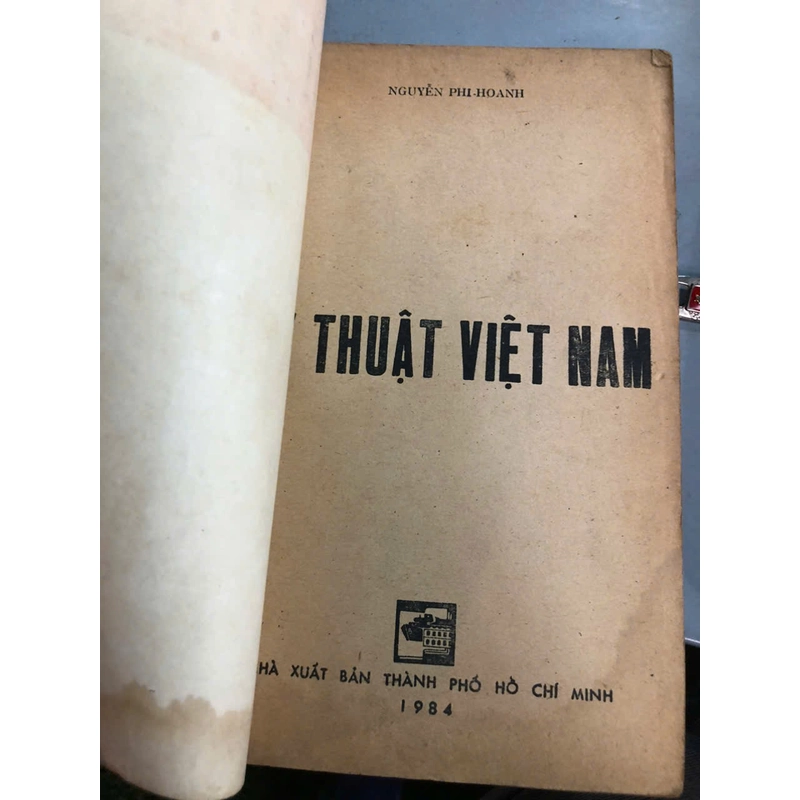 NGUYỄN PHI-HOANH
THUẬT VIỆT NAM
HÀ XUẤT BẢN THÀNH PHỐ HỒ CHÍ MINH
1984